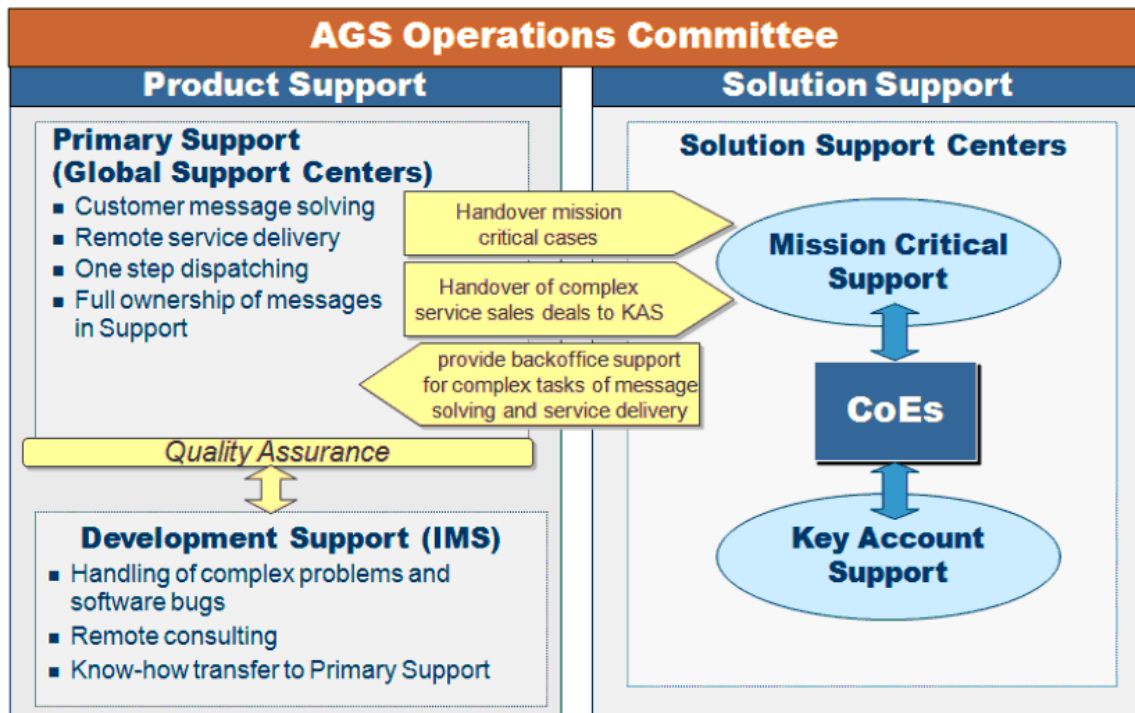 AGS Operations Committee
Product Support
Primary Support
(Global Support Centers)
▪ Customer message solving
▪ Remote service delivery
▪ One step dispatching
▪ Full ownership of messages
in Support
Handover mission
critical cases
Handover of complex
service sales deals to KAS
provide backoffice support
for complex tasks of message
solving and service delivery
Quality Assurance
Development Support (IMS)
▪ Handling of complex problems and
software bugs
▪ Remote consulting
▪ Know-how transfer to Primary Support
Solution Support
Solution Support Centers
Mission Critical
Support
CoEs
Key Account
Support